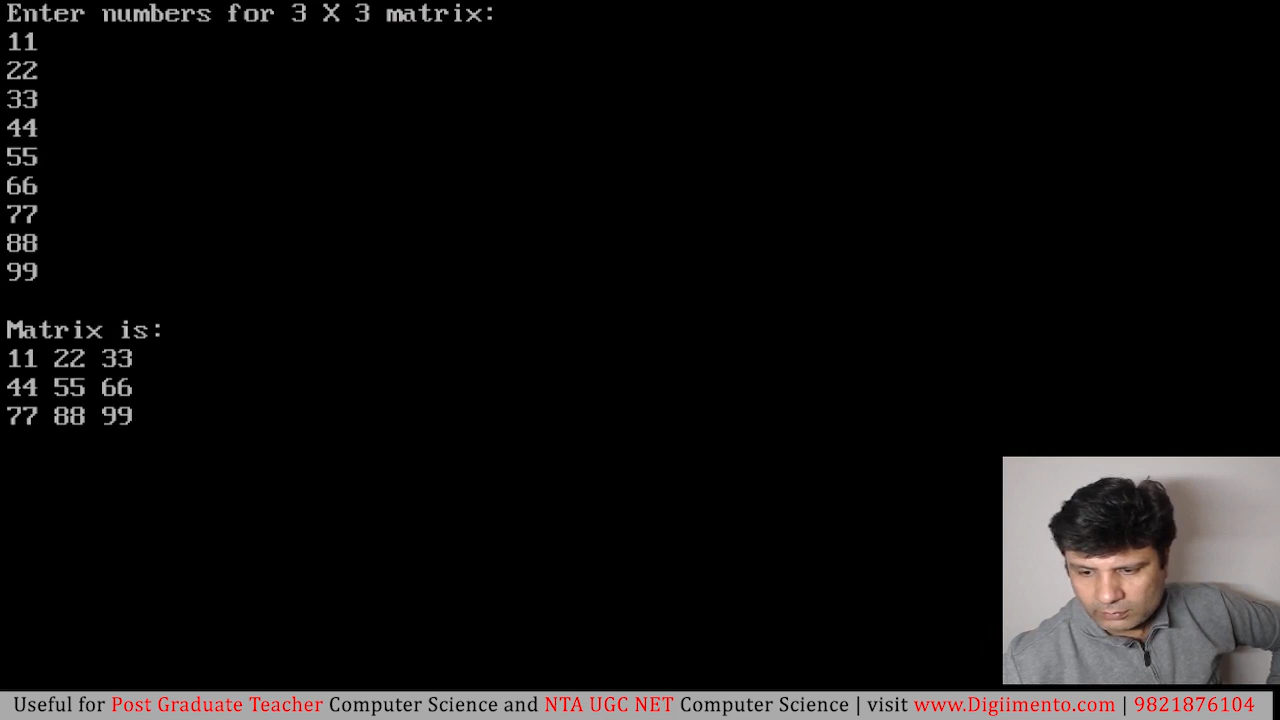 Enter numbers for 3 X 3 matrix:
11
22
33
44
55
66
77
88
99
Matrix is:
11 22 33
44 55 66
77 88 99
Useful for Post Graduate Teacher Computer Science and NTA UGC NET Computer Science | visit www.Digiimento.com | 9821876104